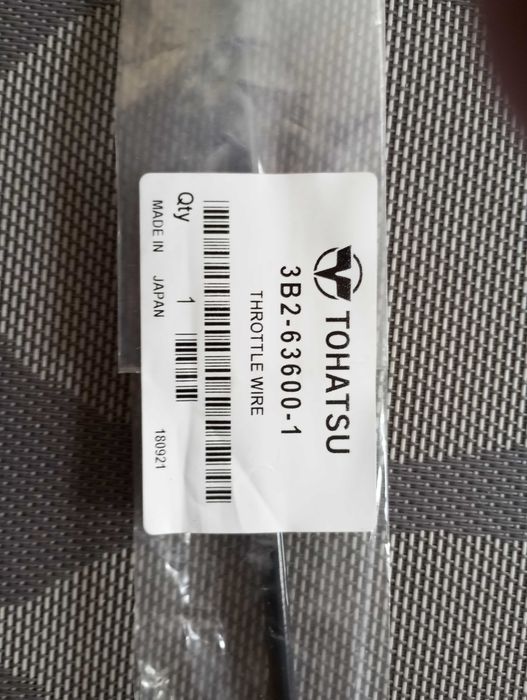 TOHATSU
3B2-63600-1
THROTTLE WIRE
Qty 1
MADE IN JAPAN 180921